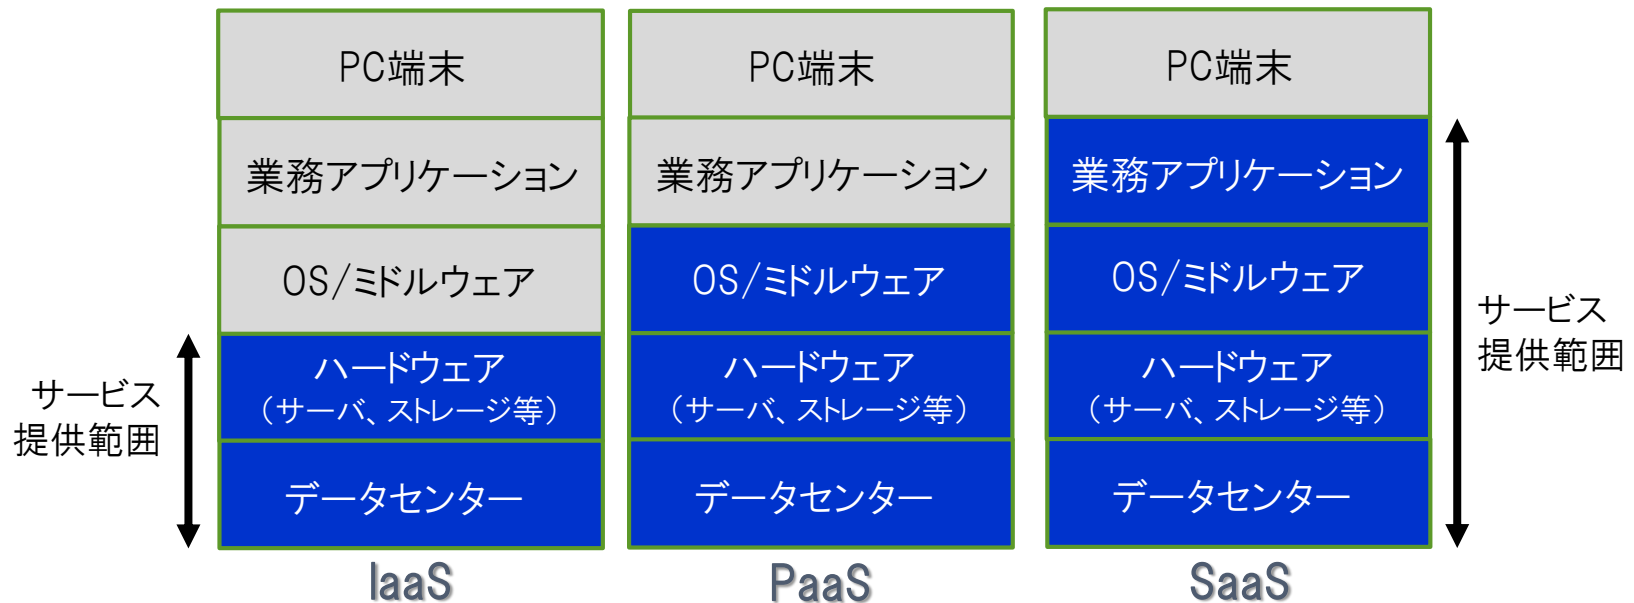 PC端末
業務アプリケーション
OS/ミドルウェア
ハードウェア
（サーバ、ストレージ等）
データセンター
IaaS
サービス
提供範囲
PC端末
業務アプリケーション
OS/ミドルウェア
ハードウェア
（サーバ、ストレージ等）
データセンター
PaaS
PC端末
業務アプリケーション
OS/ミドルウェア
ハードウェア
（サーバ、ストレージ等）
データセンター
SaaS
サービス
提供範囲